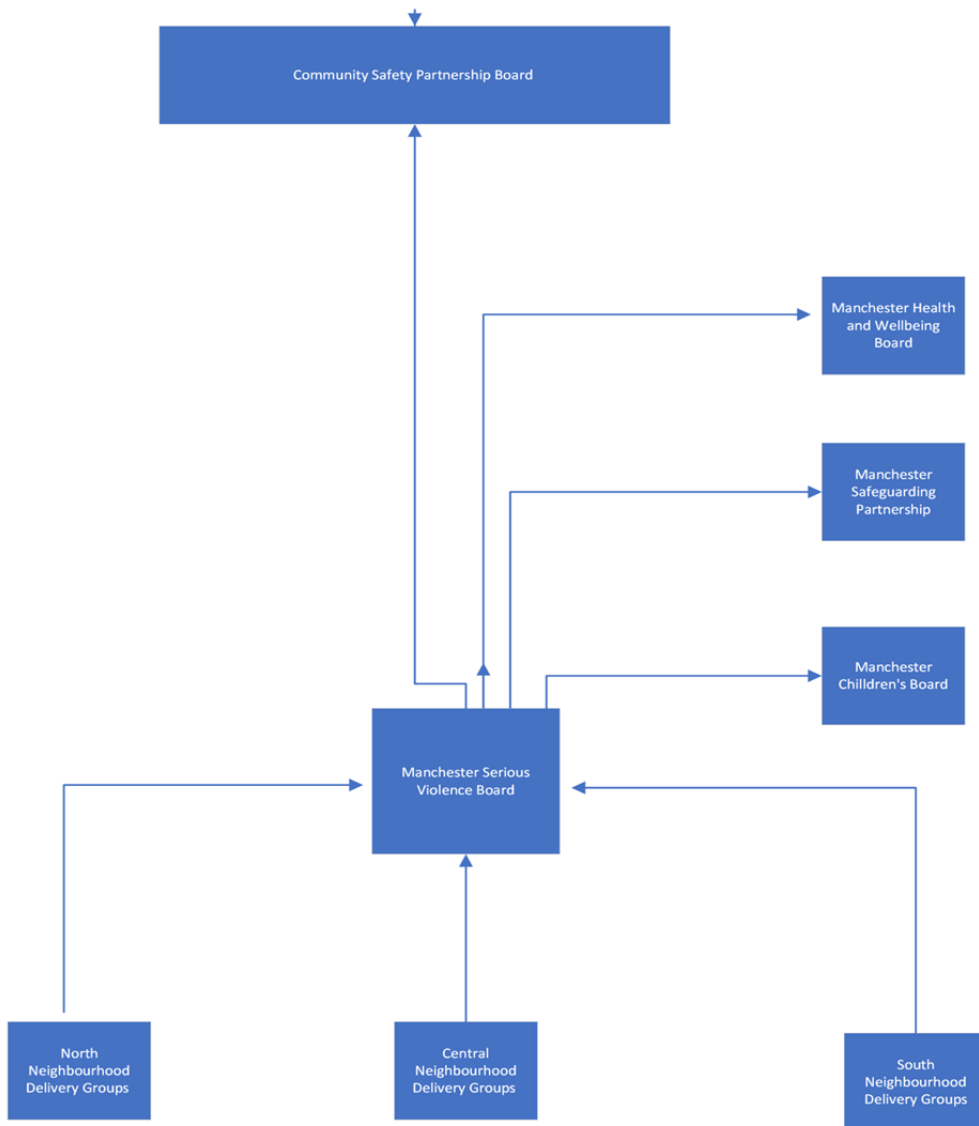 Community Safety Partnership Board
Manchester Health
and Wellbeing
Board
Manchester
Safeguarding
Partnership
Manchester
Chilldren's Board
Manchester Serious
Violence Board
North
Neighbourhood
Delivery Groups
Central
Neighbourhood
Delivery Groups
South
Neighbourhood
Delivery Groups